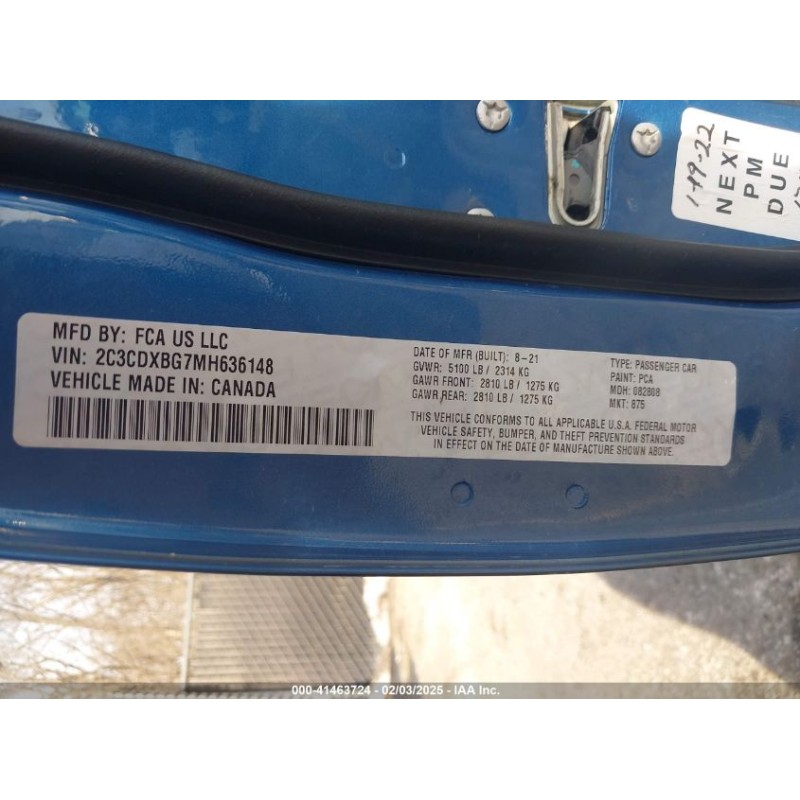 1-19-22
NEXT
PM
DUE
MFD BY: FCA US LLC
VIN: 2C3CDXBG7MH636148
VEHICLE MADE IN: CANADA
DATE OF MFR (BUILT): 8-21
GVWR: 5100 LB / 2314 KG
GAWR FRONT: 2810 LB / 1275 KG
GAWR REAR: 2810 LB / 1275 KG
TYPE: PASSENGER CAR
PAINT: PCA
MDH: 082808
MKT: 875
THIS VEHICLE CONFORMS TO ALL APPLICABLE U.S.A. FEDERAL MOTOR
VEHICLE SAFETY, BUMPER, AND THEFT PREVENTION STANDARDS
IN EFFECT ON THE DATE OF MANUFACTURE SHOWN ABOVE.
000-41463724 - 02/03/2025 - IAA Inc.